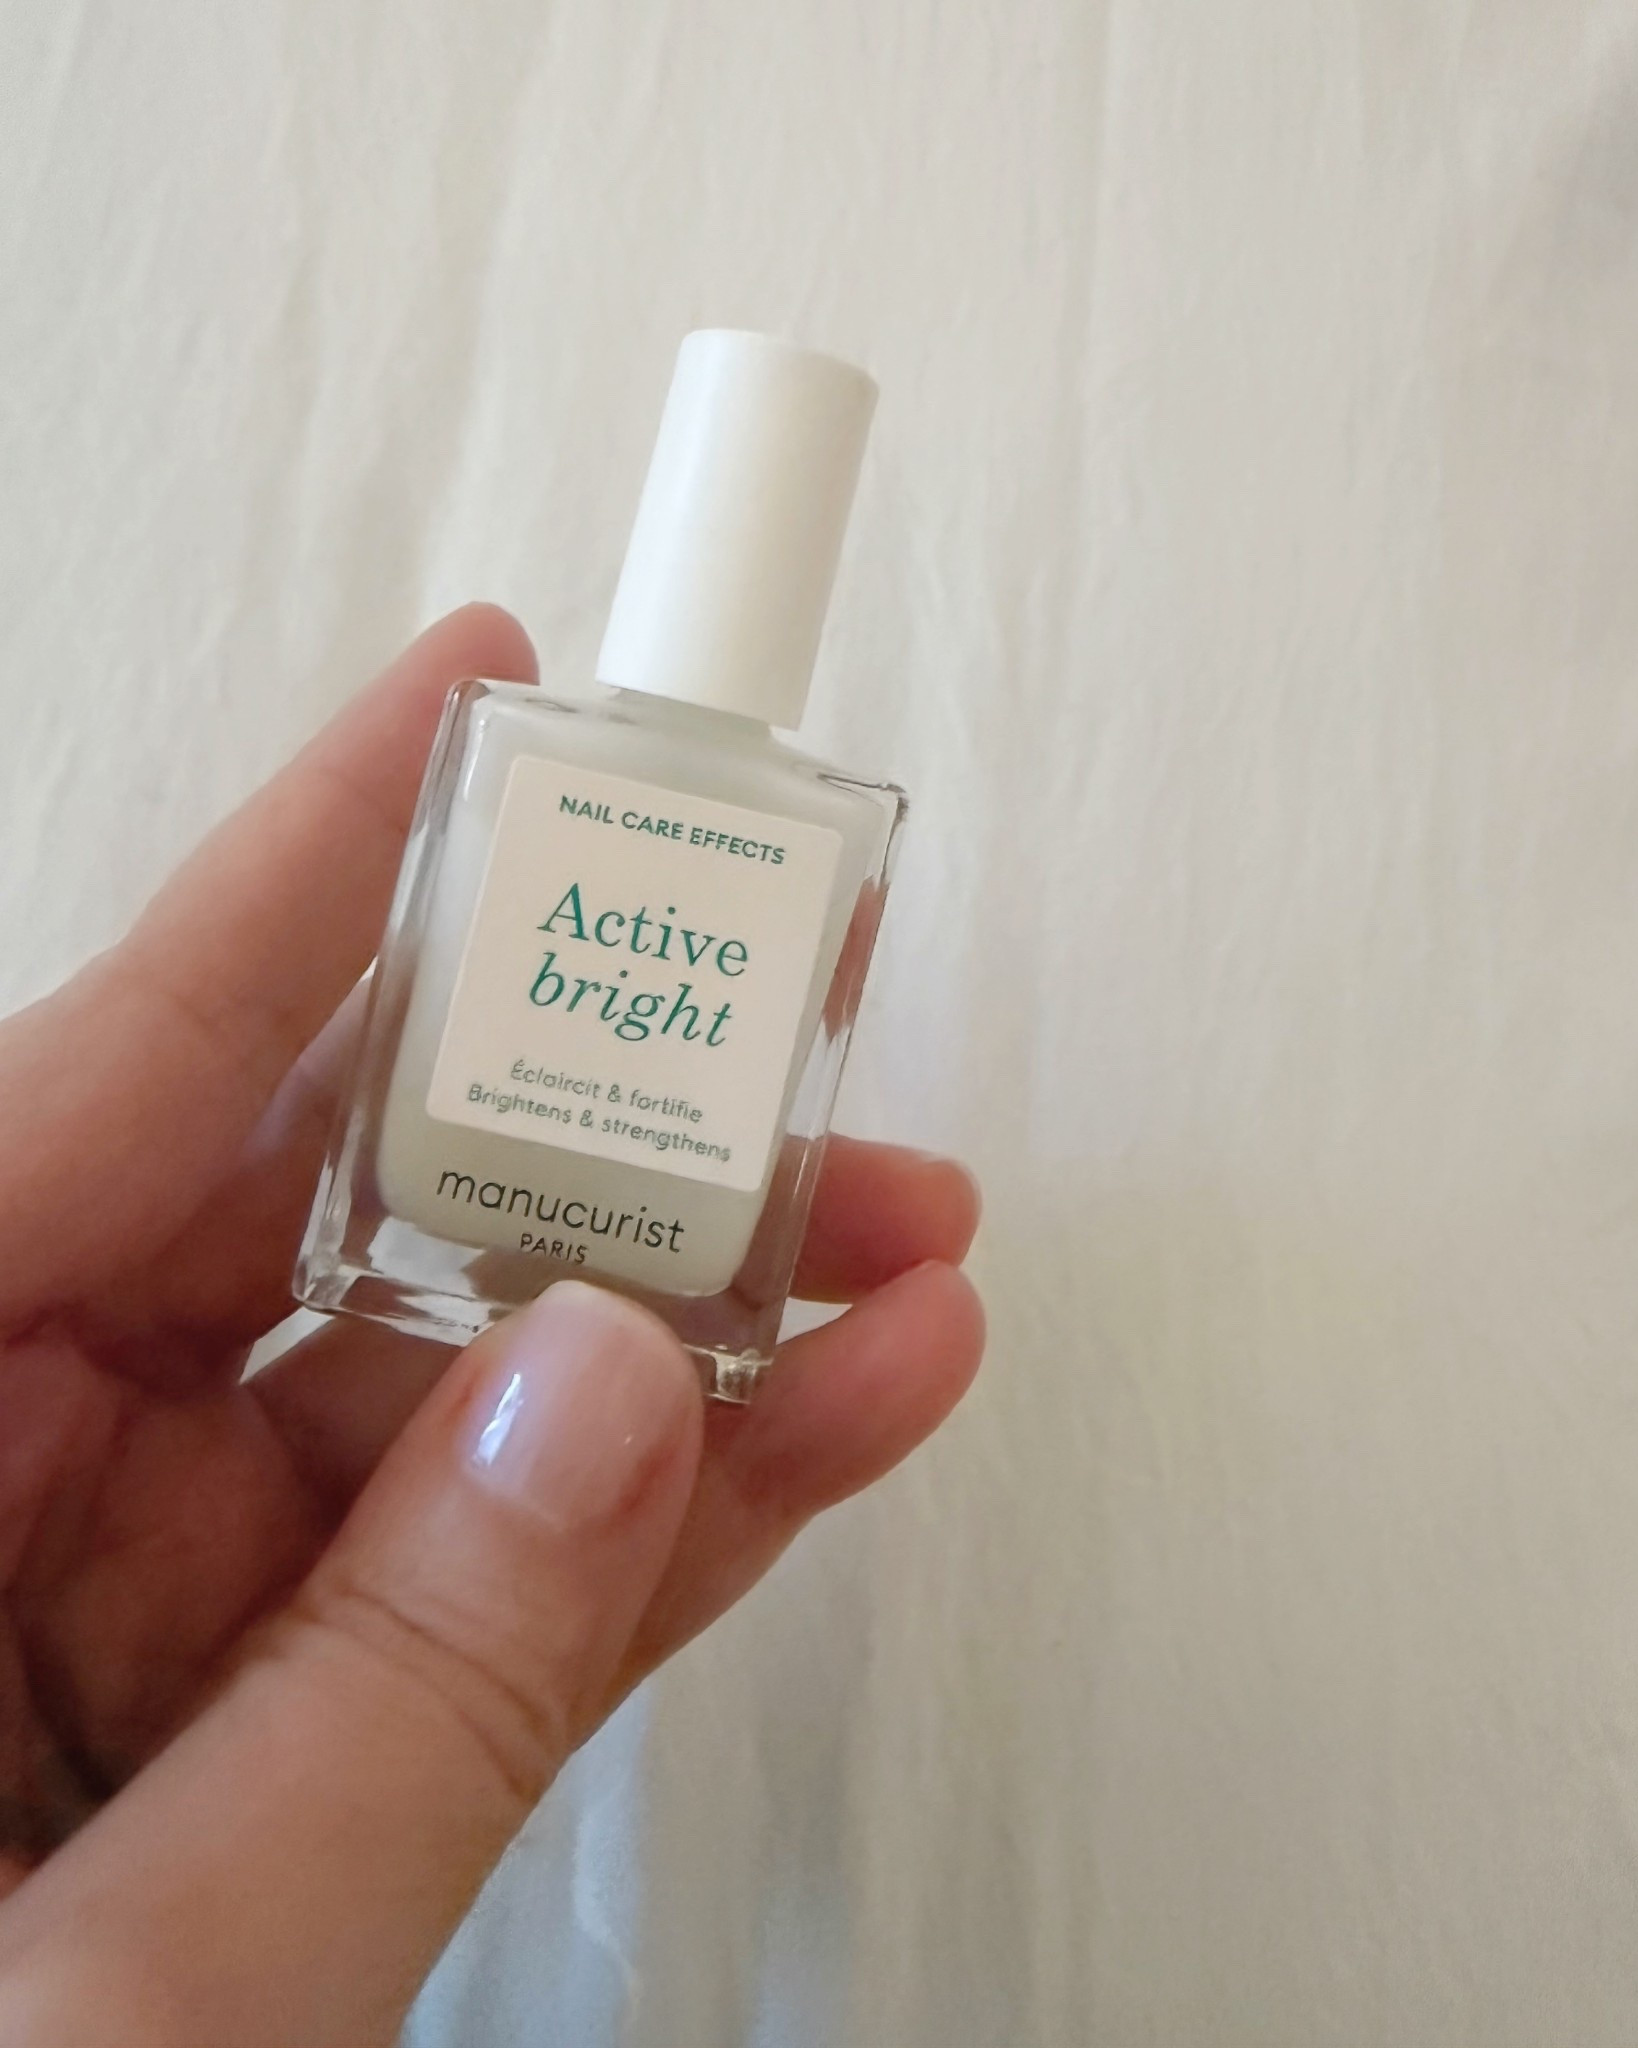 NAIL CARE EFFECTS
Active
bright
Éclaircit & fortifie
Brightens & strengthens
manucurist
PARIS